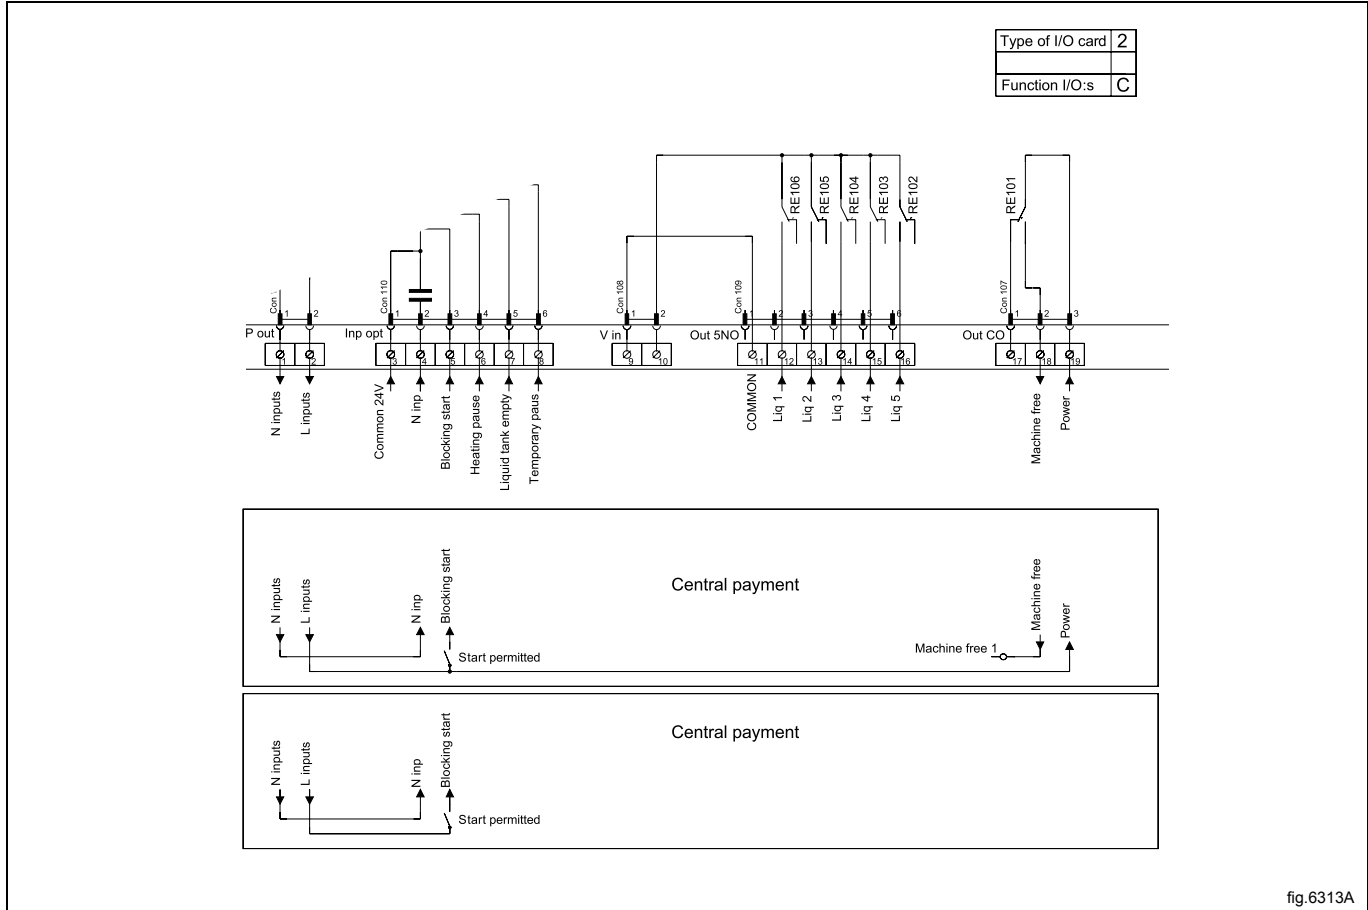 Type of I/O card 2
Function I/O:s C
RE106
RE105
RE104
RE103
RE102
RE101
Con
Con 110
Con 108
Con 109
Con 107
1 2
1 2 3 4 5 6
1 2
1 2 3 4 5 6
1 2 3
P out
Inp opt
V in
Out 5NO
Out CO
1 2
3 4 5 6 7 8
9 10
11 12 13 14 15 16
17 18 19
N inputs
L inputs
Common 24V
N inp
Blocking start
Heating pause
Liquid tank empty
Temporary paus
COMMON
Liq 1
Liq 2
Liq 3
Liq 4
Liq 5
Machine free
Power
Central payment
N inputs
L inputs
N inp
Blocking start
Start permitted
Machine free 1
Machine free
Power
Central payment
N inputs
L inputs
N inp
Blocking start
Start permitted
fig.6313A